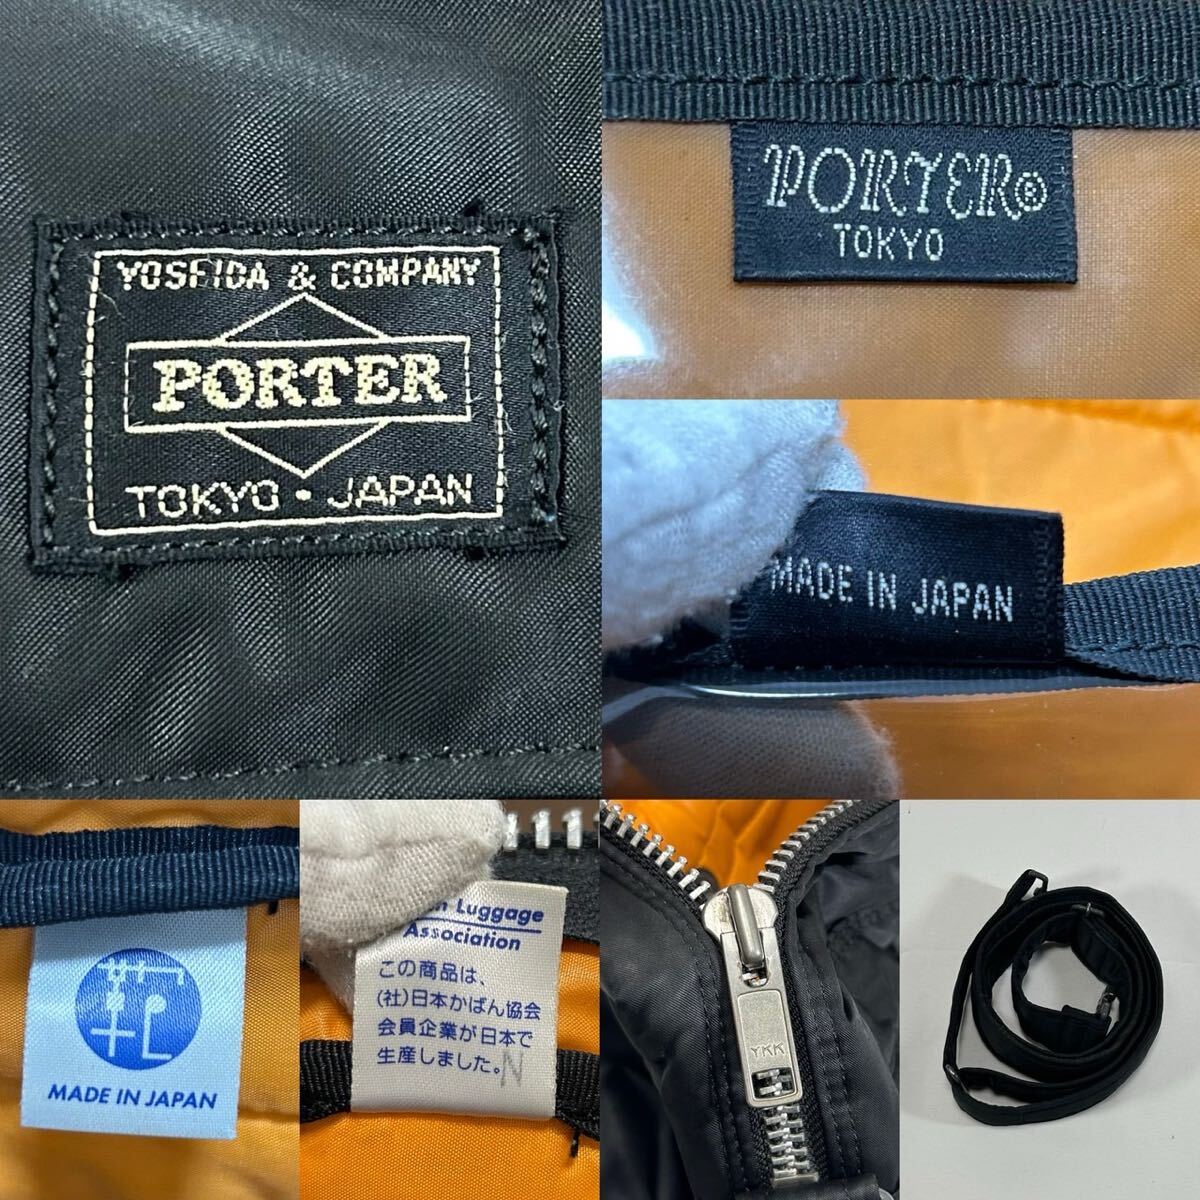 YOSHIDA & COMPANY
PORTER
TOKYO・JAPAN
PORTER®
TOKYO
MADE IN JAPAN
MADE IN JAPAN
Luggage
Association
この商品は、
(社)日本かばん協会
会員企業が日本で
生産しました。N
YKK